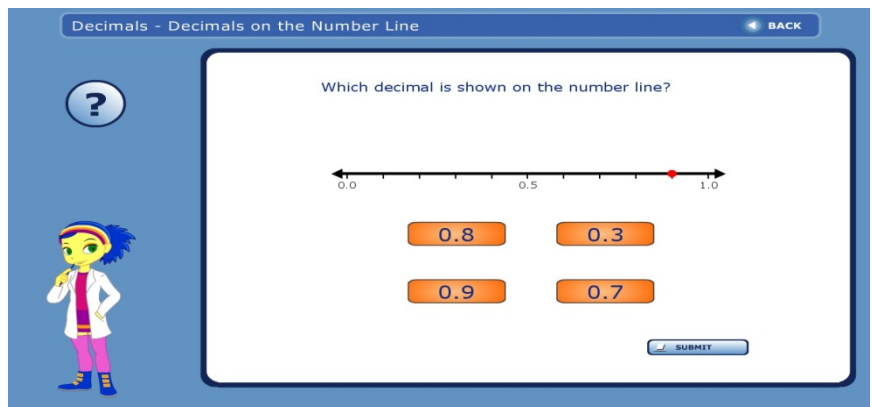 Decimals - Decimals on the Number Line
BACK
?
Which decimal is shown on the number line?
0.0 0.5 1.0
0.8 0.3
0.9 0.7
SUBMIT